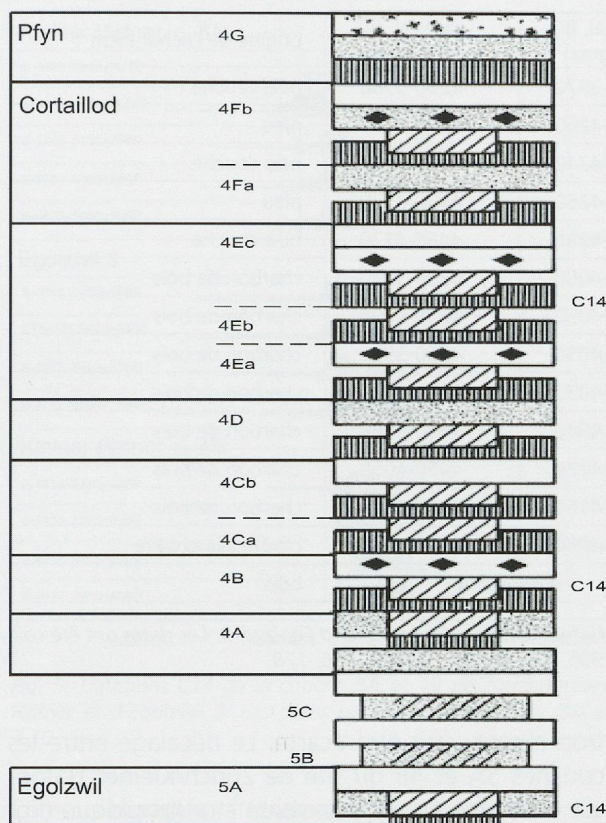 Pfyn 4G
Cortaillod 4Fb
4Fa
4Ec
C14
4Eb
4Ea
4D
4Cb
4Ca
4B C14
4A
5C
5B
Egolzwil 5A
C14